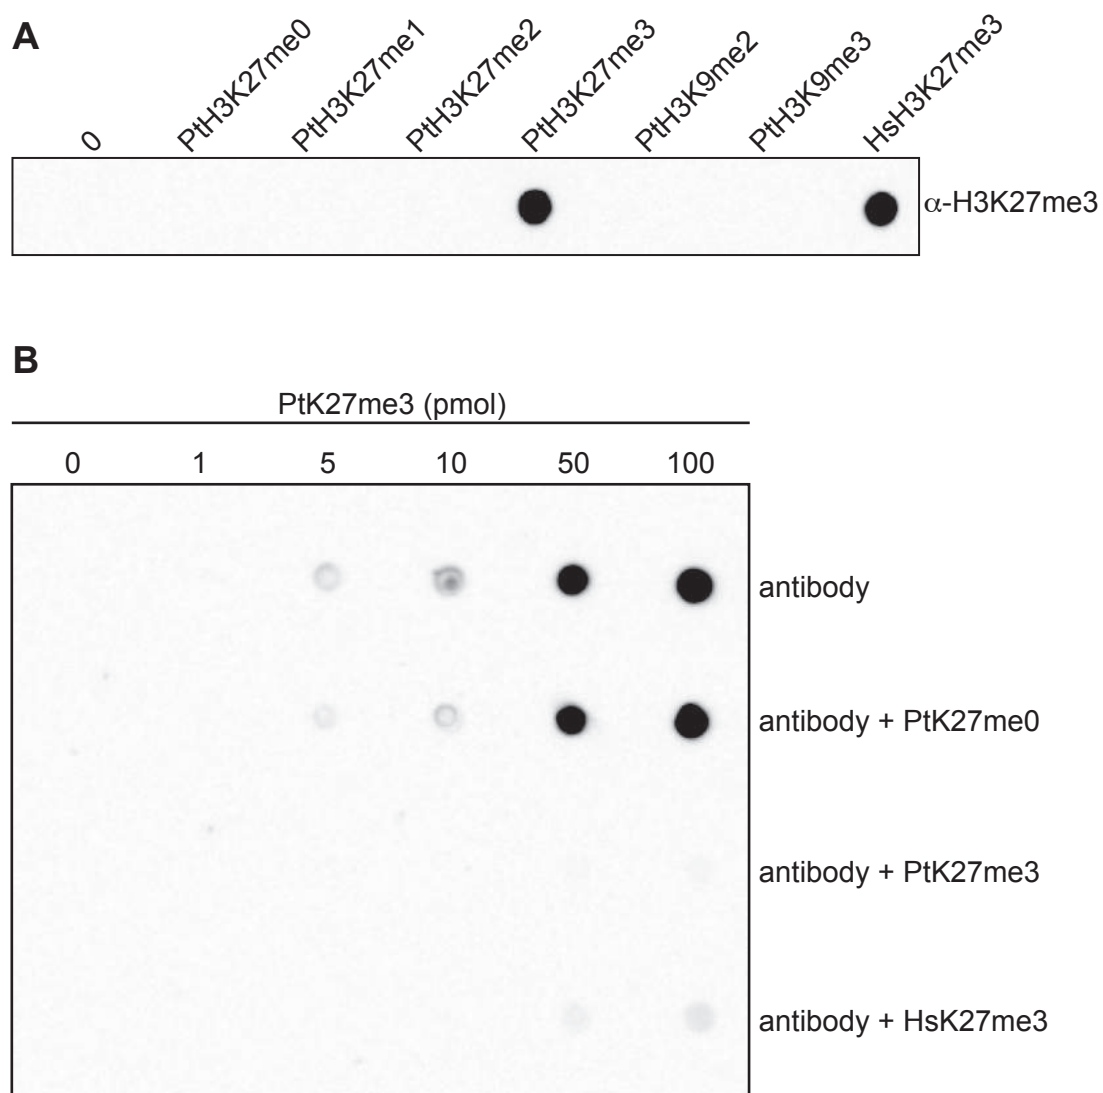 A
0 PtH3K27me0 PtH3K27me1 PtH3K27me2 PtH3K27me3 PtH3K9me2 PtH3K9me3 HsH3K27me3
α-H3K27me3
B
PtK27me3 (pmol)
0 1 5 10 50 100
antibody
antibody + PtK27me0
antibody + PtK27me3
antibody + HsK27me3